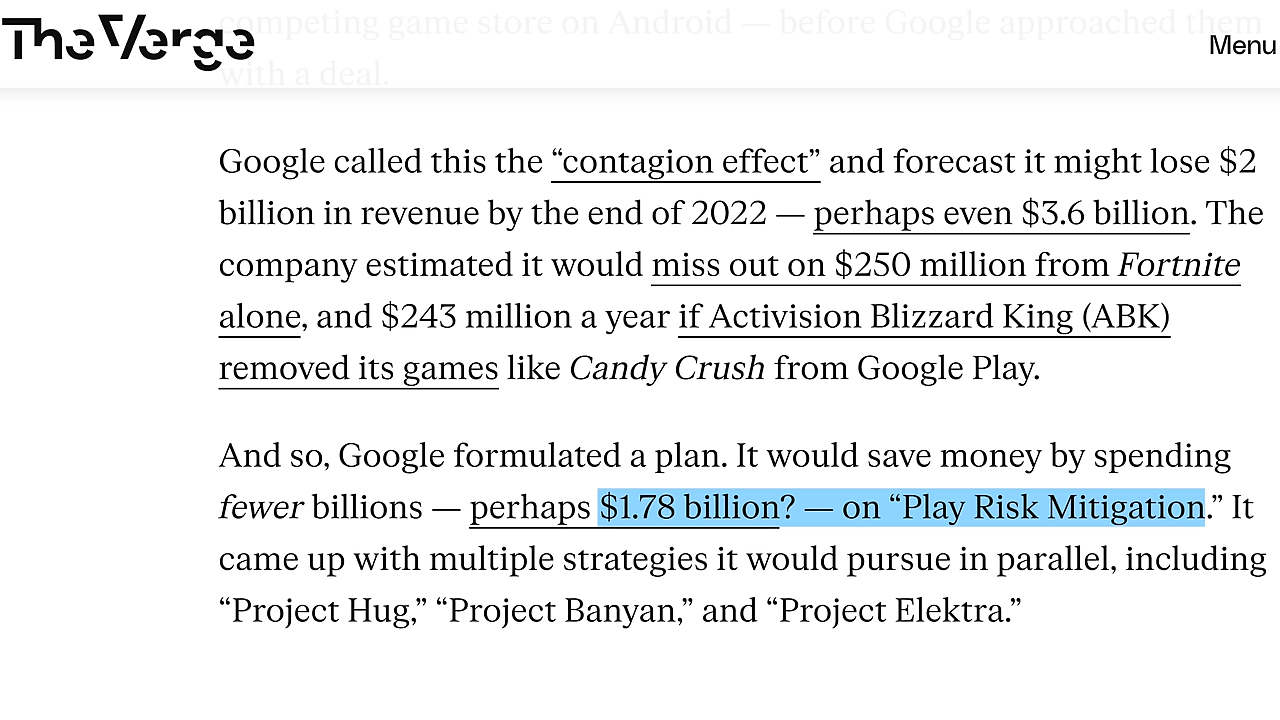 competing game store on Android — before Google approached them
The Verge
Menu
with a deal.
Google called this the “contagion effect” and forecast it might lose $2
billion in revenue by the end of 2022 — perhaps even $3.6 billion. The
company estimated it would miss out on $250 million from Fortnite
alone, and $243 million a year if Activision Blizzard King (ABK)
removed its games like Candy Crush from Google Play.
And so, Google formulated a plan. It would save money by spending
fewer billions — perhaps $1.78 billion? — on “Play Risk Mitigation.” It
came up with multiple strategies it would pursue in parallel, including
“Project Hug,” “Project Banyan,” and “Project Elektra.”